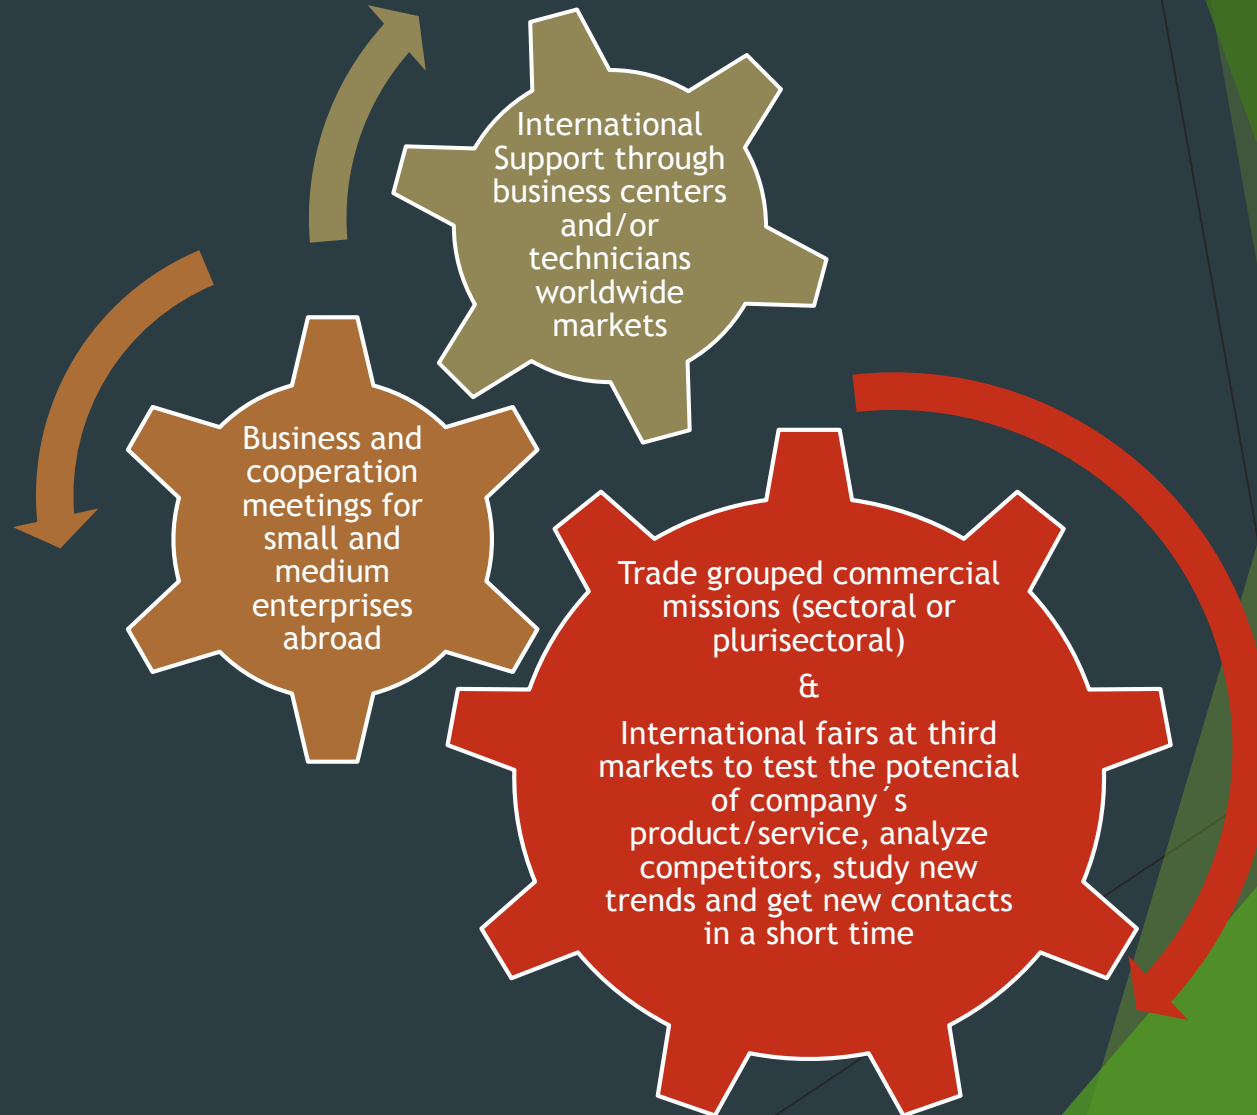 International
Support through
business centers
and/or
technicians
worldwide
markets
Business and
cooperation
meetings for
small and
medium
enterprises
abroad
Trade grouped commercial
missions (sectoral or
plurisectoral)
&
International fairs at third
markets to test the potencial
of company´s
product/service, analyze
competitors, study new
trends and get new contacts
in a short time